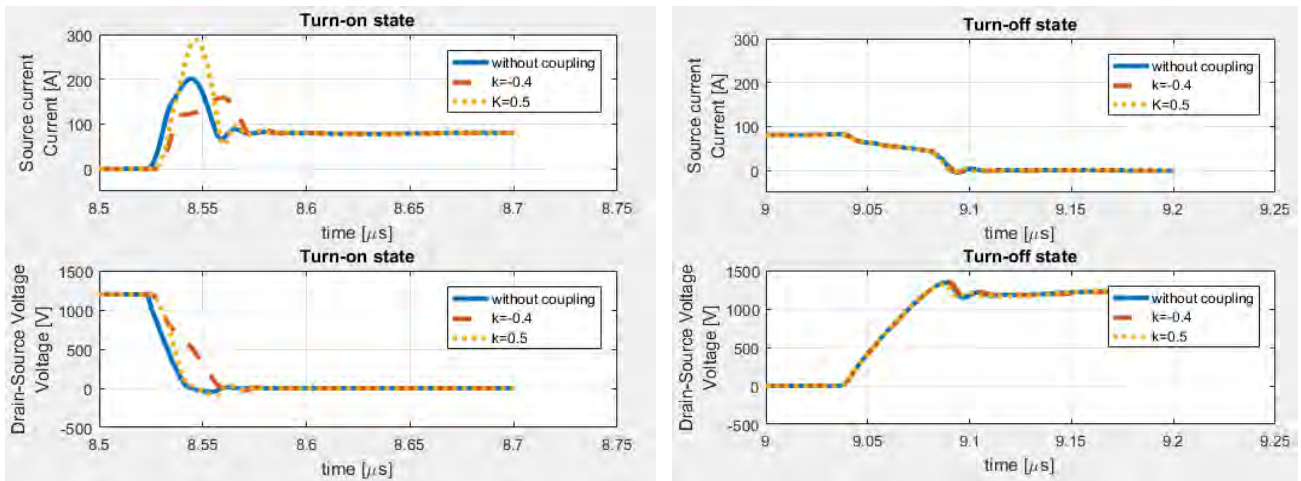 Turn-on state
Source current
Current [A]
300
200
100
0
without coupling
k=-0.4
K=0.5
8.5
8.55
8.6
8.65
8.7
8.75
time [μs]
Turn-on state
Drain-Source Voltage
Voltage [V]
1500
1000
500
0
-500
without coupling
k=-0.4
k=0.5
8.5
8.55
8.6
8.65
8.7
8.75
time [μs]
Turn-off state
Source current
Current [A]
300
200
100
0
without coupling
k=-0.4
K=0.5
9
9.05
9.1
9.15
9.2
9.25
time [μs]
Turn-off state
Drain-Source Voltage
Voltage [V]
1500
1000
500
0
-500
without coupling
k=-0.4
k=0.5
9
9.05
9.1
9.15
9.2
9.25
time [μs]